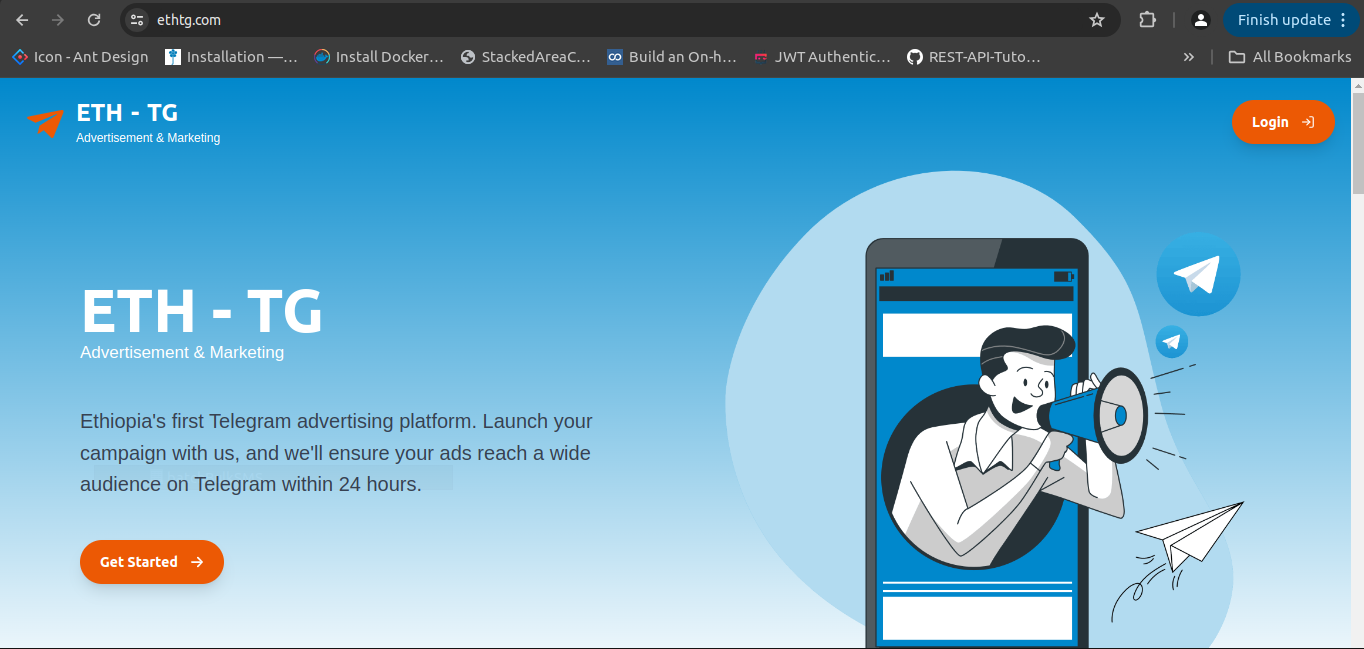 ethtg.com
Finish update
Icon - Ant Design
Installation —...
Install Docker...
StackedAreaC...
Build an On-h...
JWT Authentic...
REST-API-Tuto...
All Bookmarks
ETH - TG
Advertisement & Marketing
Login
ETH - TG
Advertisement & Marketing
Ethiopia's first Telegram advertising platform. Launch your
campaign with us, and we'll ensure your ads reach a wide
audience on Telegram within 24 hours.
Get Started